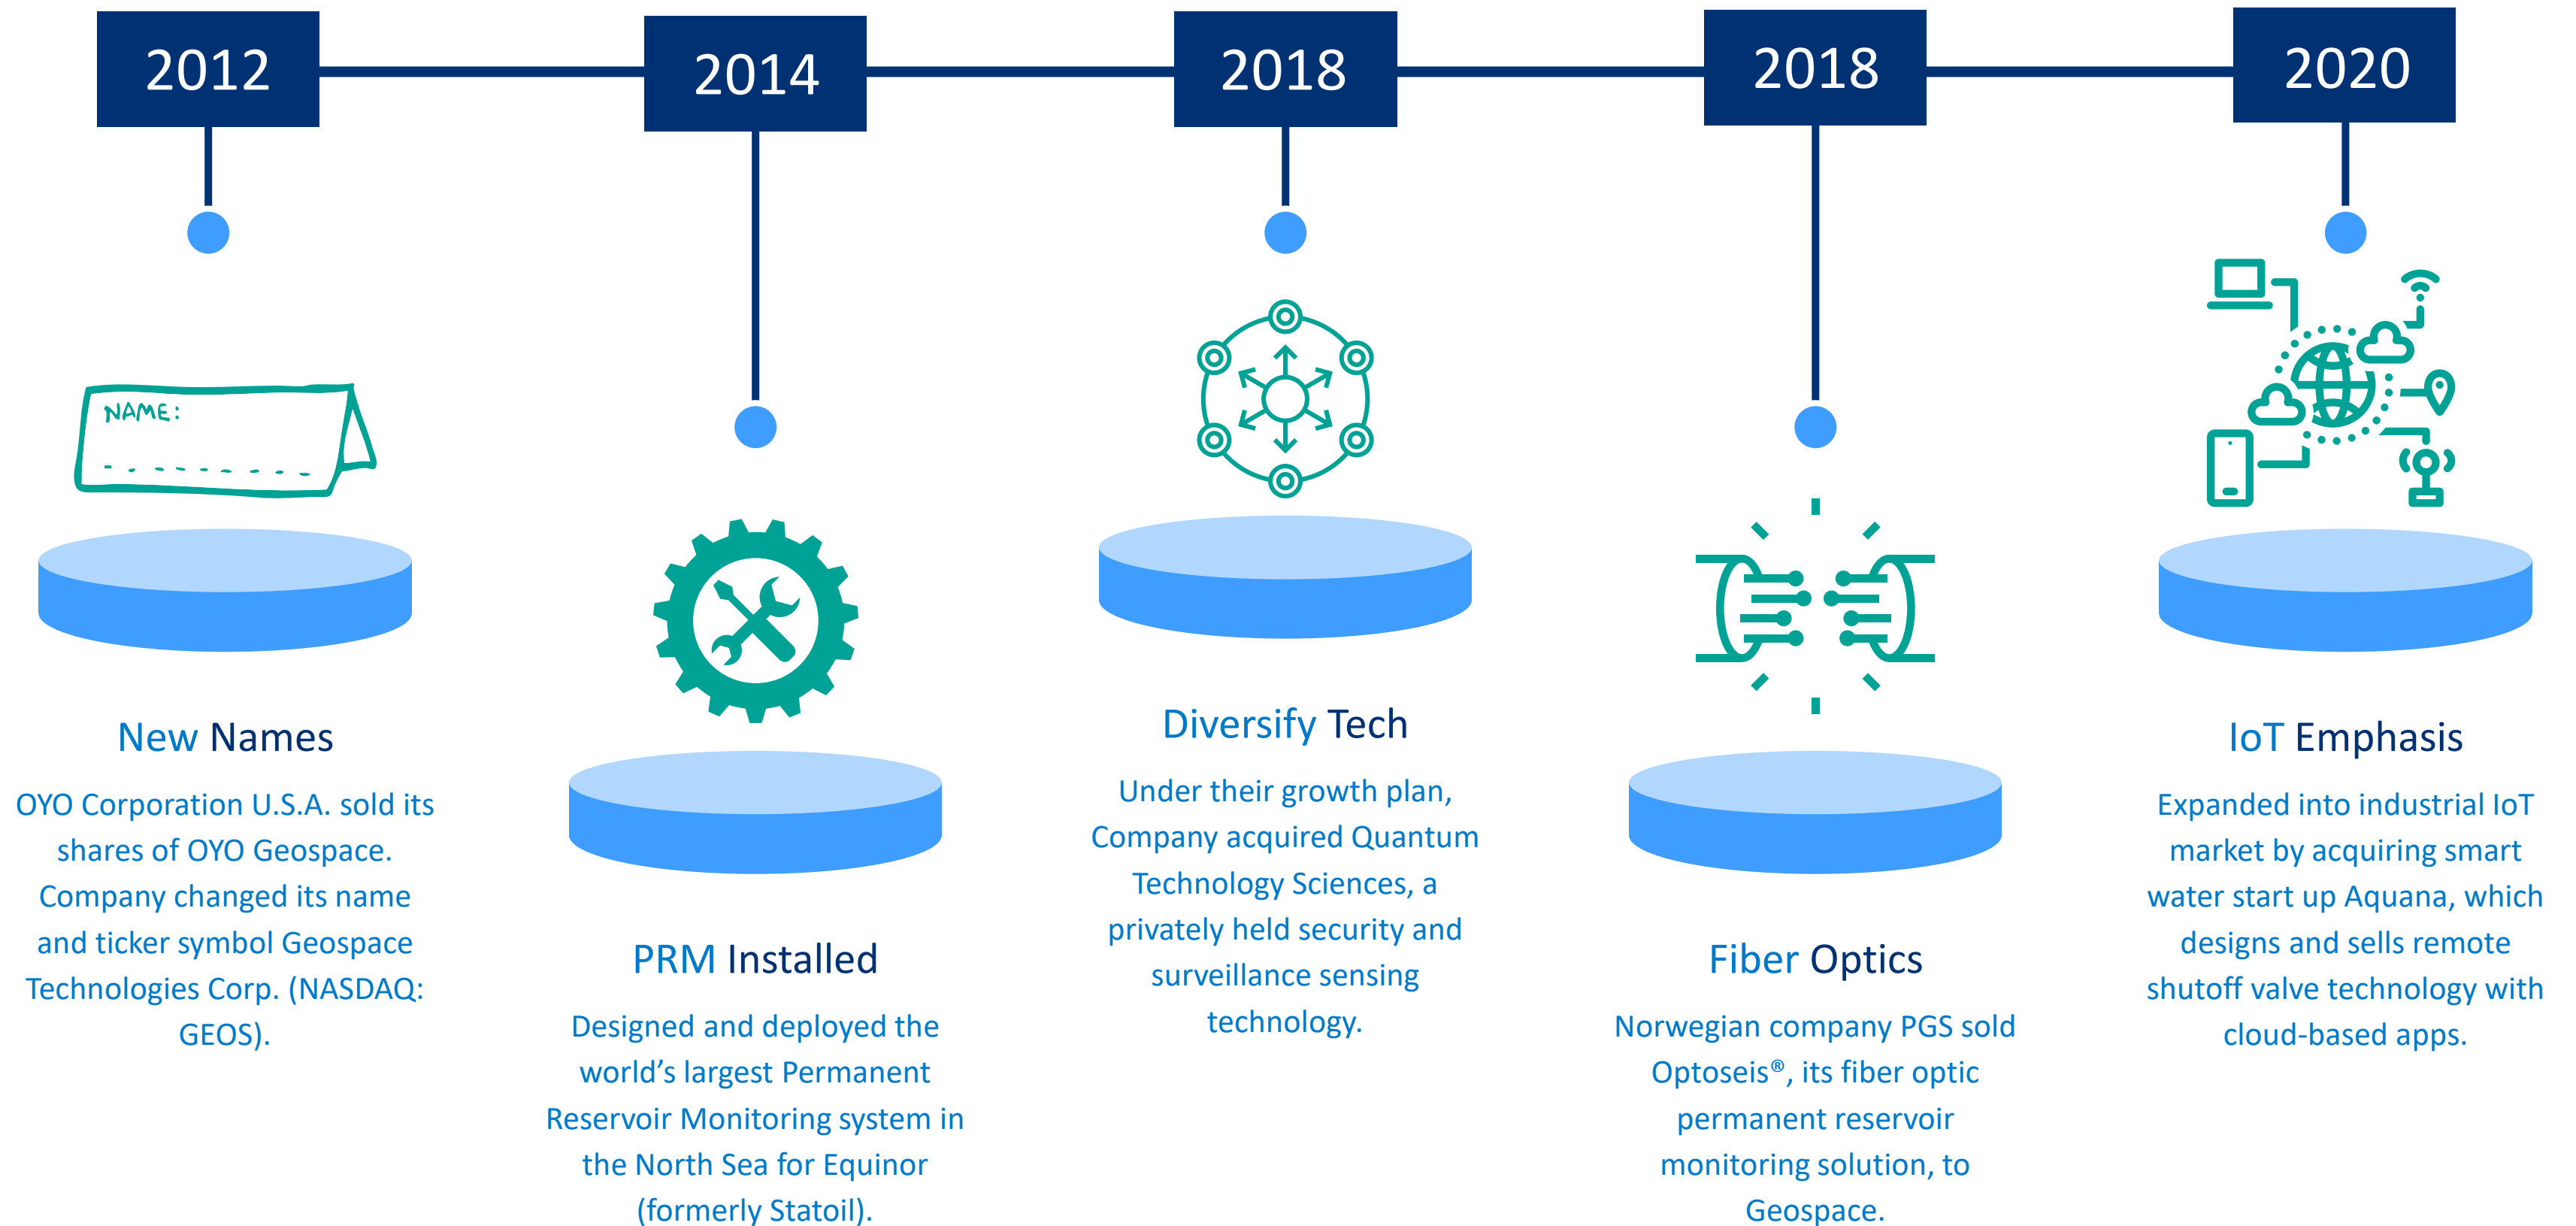 2012
2014
2018
2018
2020
NAME:
New Names
OYO Corporation U.S.A. sold its
shares of OYO Geospace.
Company changed its name
and ticker symbol Geospace
Technologies Corp. (NASDAQ:
GEOS).
PRM Installed
Designed and deployed the
world’s largest Permanent
Reservoir Monitoring system in
the North Sea for Equinor
(formerly Statoil).
Diversify Tech
Under their growth plan,
Company acquired Quantum
Technology Sciences, a
privately held security and
surveillance sensing
technology.
Fiber Optics
Norwegian company PGS sold
Optoseis®, its fiber optic
permanent reservoir
monitoring solution, to
Geospace.
IoT Emphasis
Expanded into industrial IoT
market by acquiring smart
water start up Aquana, which
designs and sells remote
shutoff valve technology with
cloud-based apps.